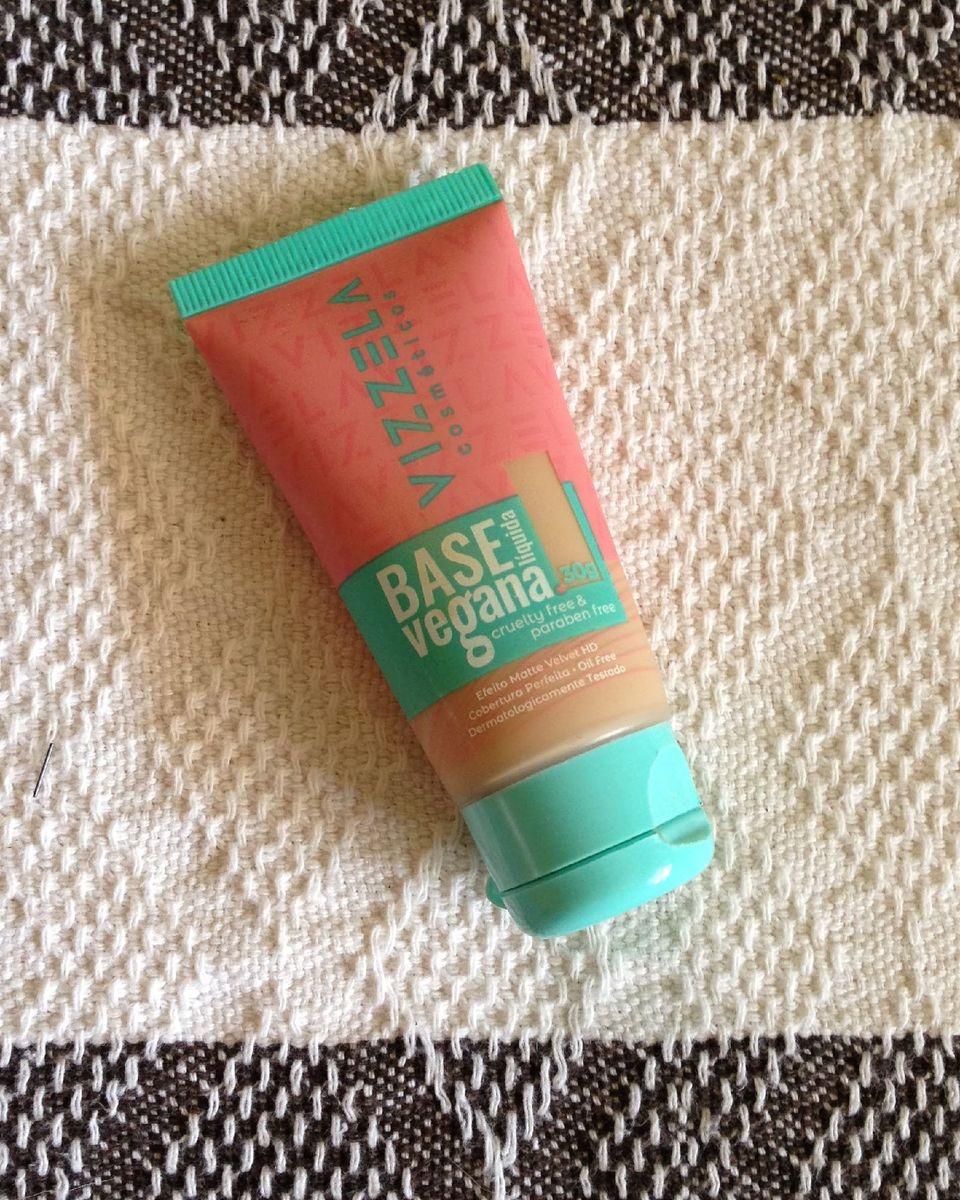 VIZZELA
cosméticos
BASE
líquida
vegana
30g
cruelty free &
paraben free
Efeito Matte Velvet HD
Cobertura Perfeita • Oil Free
Dermatologicamente Testado